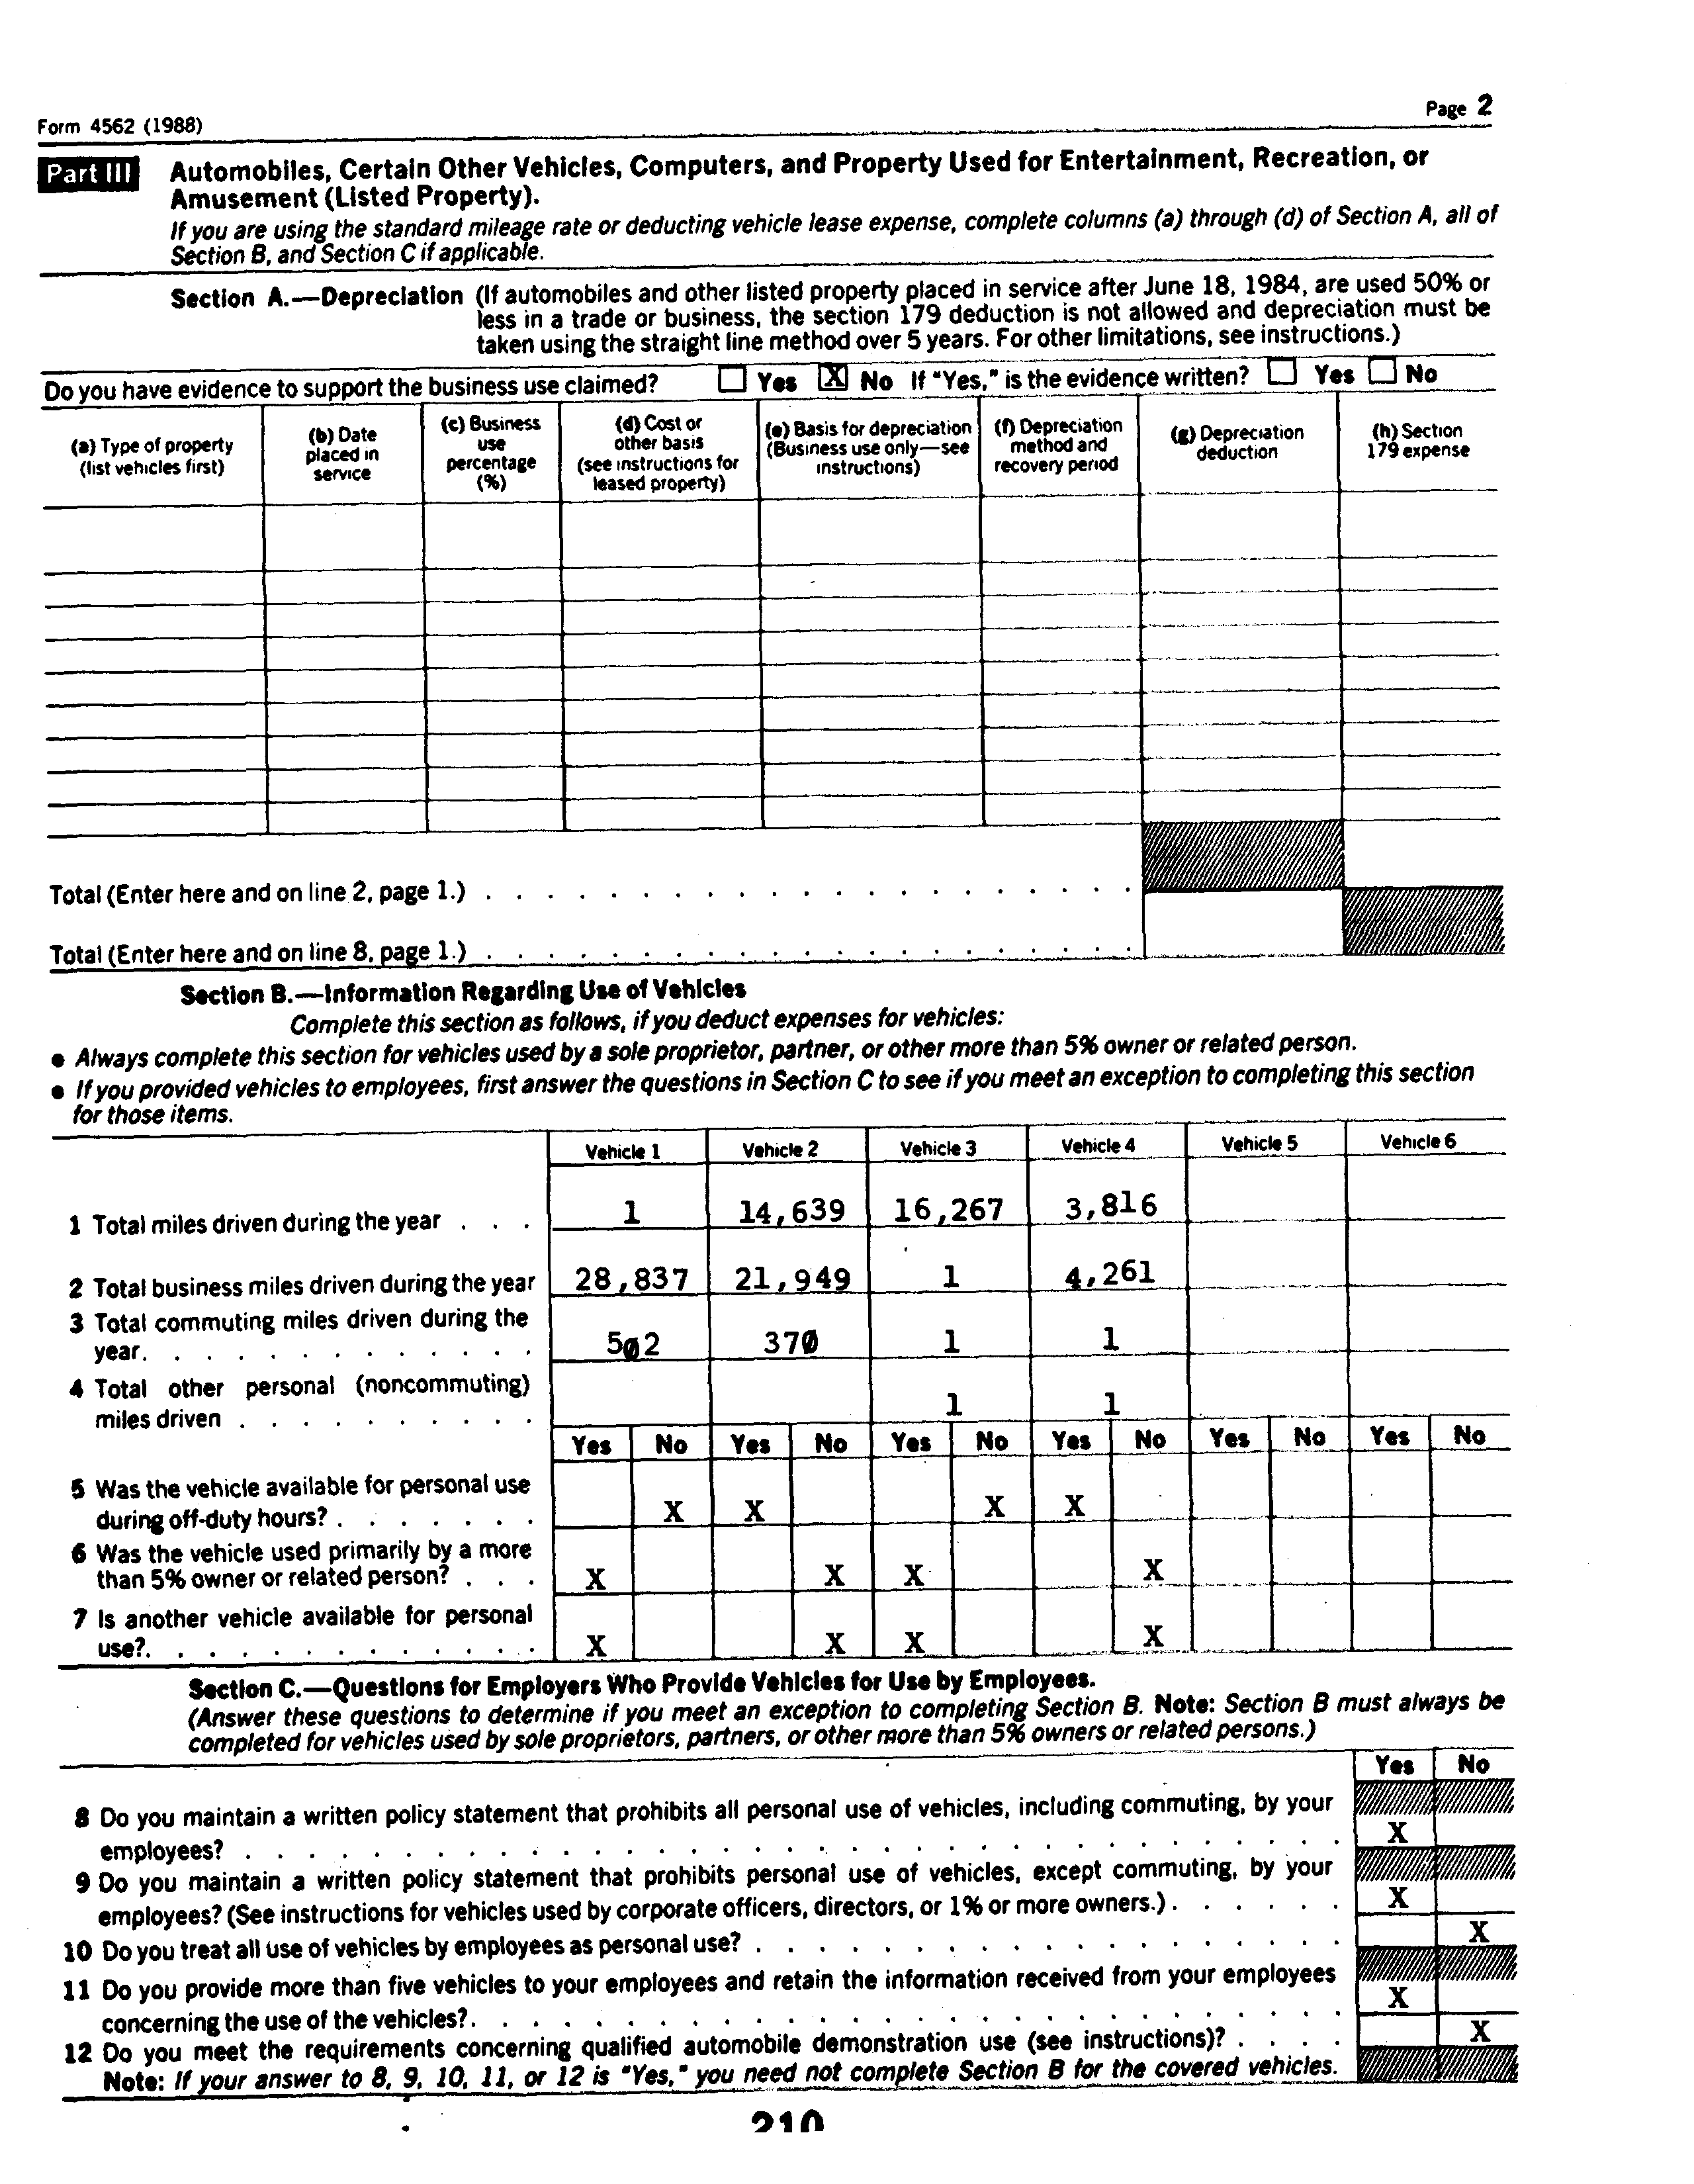 Form 4562 (1988)
Page 2
Part III
Automobiles, Certain Other Vehicles, Computers, and Property Used for Entertainment, Recreation, or
Amusement (Listed Property).
If you are using the standard mileage rate or deducting vehicle lease expense, complete columns (a) through (d) of Section A, all of
Section B, and Section C if applicable.
Section A.—Depreciation (If automobiles and other listed property placed in service after June 18, 1984, are used 50% or
less in a trade or business, the section 179 deduction is not allowed and depreciation must be
taken using the straight line method over 5 years. For other limitations, see instructions.)
Do you have evidence to support the business use claimed? Yes X No If "Yes," is the evidence written? Yes No
(a) Type of property
(list vehicles first)
(b) Date
placed in
service
(c) Business
use
percentage
(%)
(d) Cost or
other basis
(see instructions for
leased property)
(e) Basis for depreciation
(Business use only—see
instructions)
(f) Depreciation
method and
recovery period
(g) Depreciation
deduction
(h) Section
179 expense
Total (Enter here and on line 2, page 1.) . . . . . . . . . . . . . . . . . . . . .
Total (Enter here and on line 8, page 1.) . . . . . . . . . . . . . . . . . . . . .
Section B.—Information Regarding Use of Vehicles
Complete this section as follows, if you deduct expenses for vehicles:
● Always complete this section for vehicles used by a sole proprietor, partner, or other more than 5% owner or related person.
● If you provided vehicles to employees, first answer the questions in Section C to see if you meet an exception to completing this section
for those items.
Vehicle 1 Vehicle 2 Vehicle 3 Vehicle 4 Vehicle 5 Vehicle 6
1 Total miles driven during the year . . . 1 14,639 16,267 3,816
2 Total business miles driven during the year 28,837 21,949 1 4,261
3 Total commuting miles driven during the
year. . . . . . . . . . . . . 502 370 1 1
4 Total other personal (noncommuting)
miles driven . . . . . . . . . . 1 1
Yes No Yes No Yes No Yes No Yes No Yes No
5 Was the vehicle available for personal use
during off-duty hours? . . . . . . . X X X X
6 Was the vehicle used primarily by a more
than 5% owner or related person? . . . X X X X
7 Is another vehicle available for personal
use?. . . . . . . . . . . . . X X X X
Section C.—Questions for Employers Who Provide Vehicles for Use by Employees.
(Answer these questions to determine if you meet an exception to completing Section B. Note: Section B must always be
completed for vehicles used by sole proprietors, partners, or other more than 5% owners or related persons.)
Yes No
8 Do you maintain a written policy statement that prohibits all personal use of vehicles, including commuting, by your
employees? . . . . . . . . . . . . . . . . . . . . X
9 Do you maintain a written policy statement that prohibits personal use of vehicles, except commuting, by your
employees? (See instructions for vehicles used by corporate officers, directors, or 1% or more owners.) . . . . . . X
10 Do you treat all use of vehicles by employees as personal use? . . . . . . . . . . . . . . . . . . . X
11 Do you provide more than five vehicles to your employees and retain the information received from your employees
concerning the use of the vehicles?. . . . . . . . . . . . . . . . . . . . . . . . . . . . X
12 Do you meet the requirements concerning qualified automobile demonstration use (see instructions)? . . . . X
Note: If your answer to 8, 9, 10, 11, or 12 is "Yes," you need not complete Section B for the covered vehicles.
210